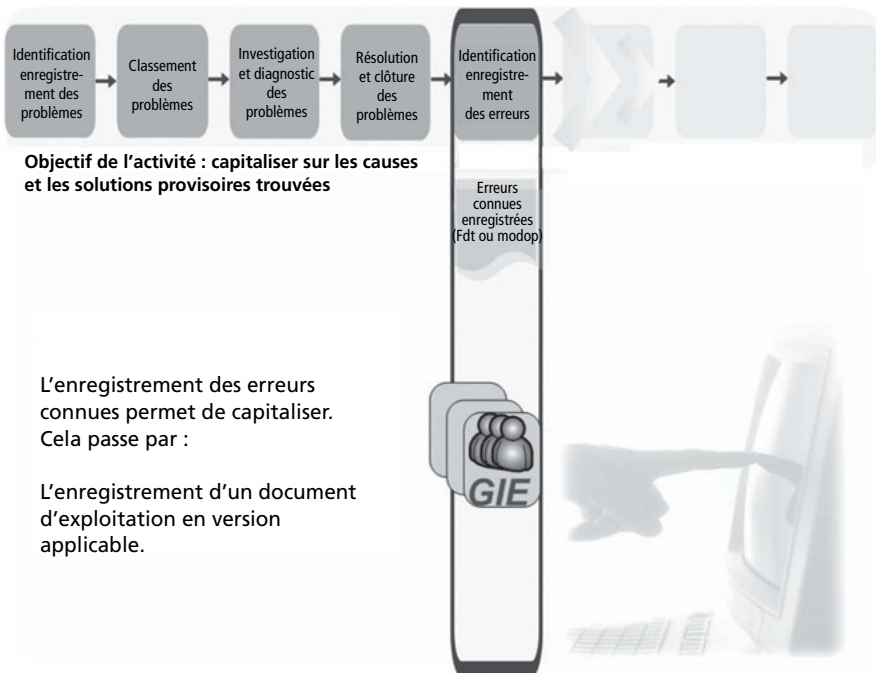 Identification
enregistre-
ment des
problèmes
Classement
des
problèmes
Investigation
et diagnostic
des
problèmes
Résolution
et clôture
des
problèmes
Identification
enregistre-
ment
des erreurs
Objectif de l’activité : capitaliser sur les causes
et les solutions provisoires trouvées
Erreurs
connues
enregistrées
(Fdt ou modop)
L’enregistrement des erreurs
connues permet de capitaliser.
Cela passe par :
L’enregistrement d’un document
d’exploitation en version
applicable.
GIE